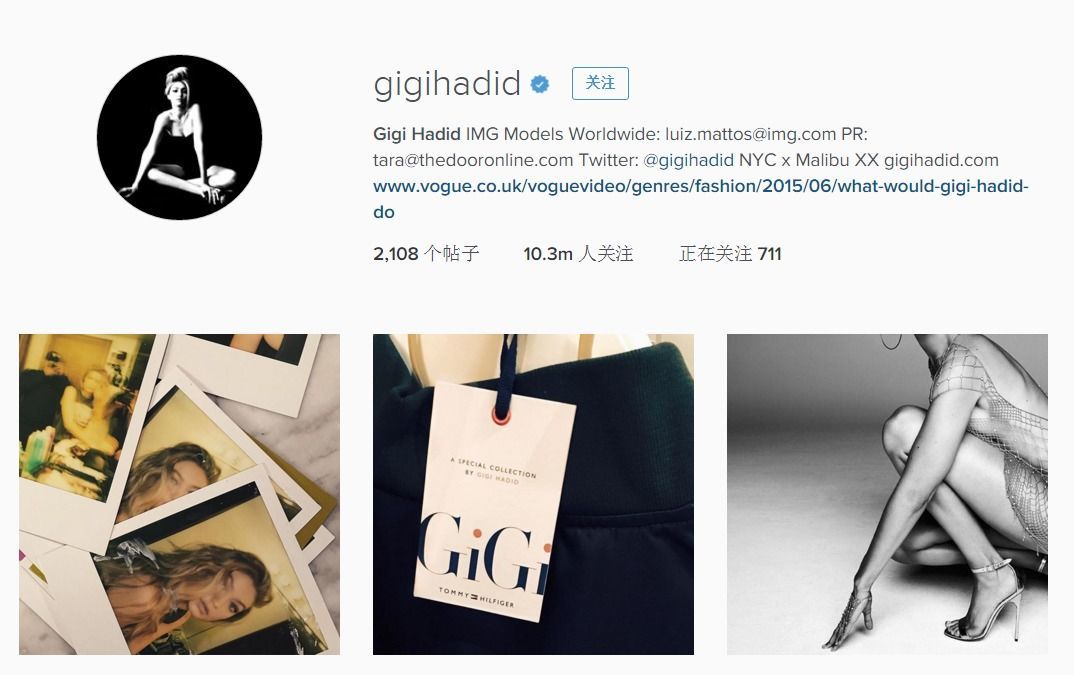 gigihadid 关注
Gigi Hadid IMG Models Worldwide: luiz.mattos@img.com PR:
tara@thedooronline.com Twitter: @gigihadid NYC x Malibu XX gigihadid.com
www.vogue.co.uk/voguevideo/genres/fashion/2015/06/what-would-gigi-hadid-
do
2,108 个帖子 10.3m 人关注 正在关注 711
A SPECIAL COLLECTION
BY GIGI HADID
GiGi
TOMMY HILFIGER